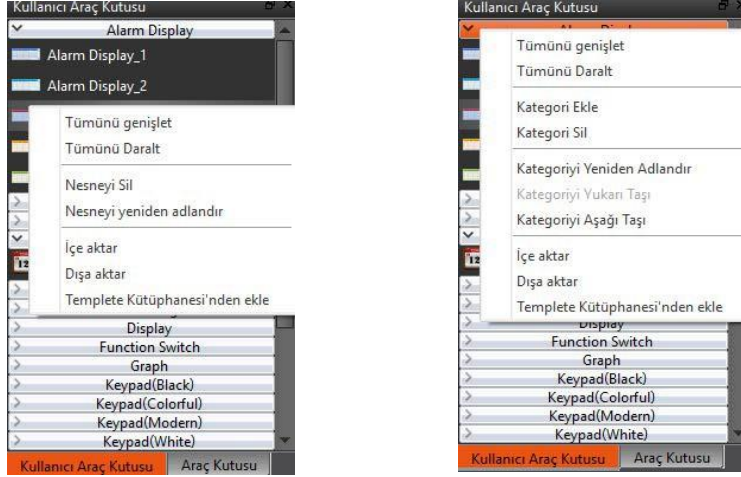 Kullanıcı Araç Kutusu
Alarm Display
Alarm Display_1
Alarm Display_2
Tümünü genişlet
Tümünü Daralt
Nesneyi Sil
Nesneyi yeniden adlandır
İçe aktar
Dışa aktar
Templete Kütüphanesi'nden ekle
Display
Function Switch
Graph
Keypad(Black)
Keypad(Colorful)
Keypad(Modern)
Keypad(White)
Kullanıcı Araç Kutusu
Araç Kutusu
Kullanıcı Araç Kutusu
Tümünü genişlet
Tümünü Daralt
Kategori Ekle
Kategori Sil
Kategoriyi Yeniden Adlandır
Kategoriyi Yukarı Taşı
Kategoriyi Aşağı Taşı
İçe aktar
Dışa aktar
Templete Kütüphanesi'nden ekle
Display
Function Switch
Graph
Keypad(Black)
Keypad(Colorful)
Keypad(Modern)
Keypad(White)
Kullanıcı Araç Kutusu
Araç Kutusu